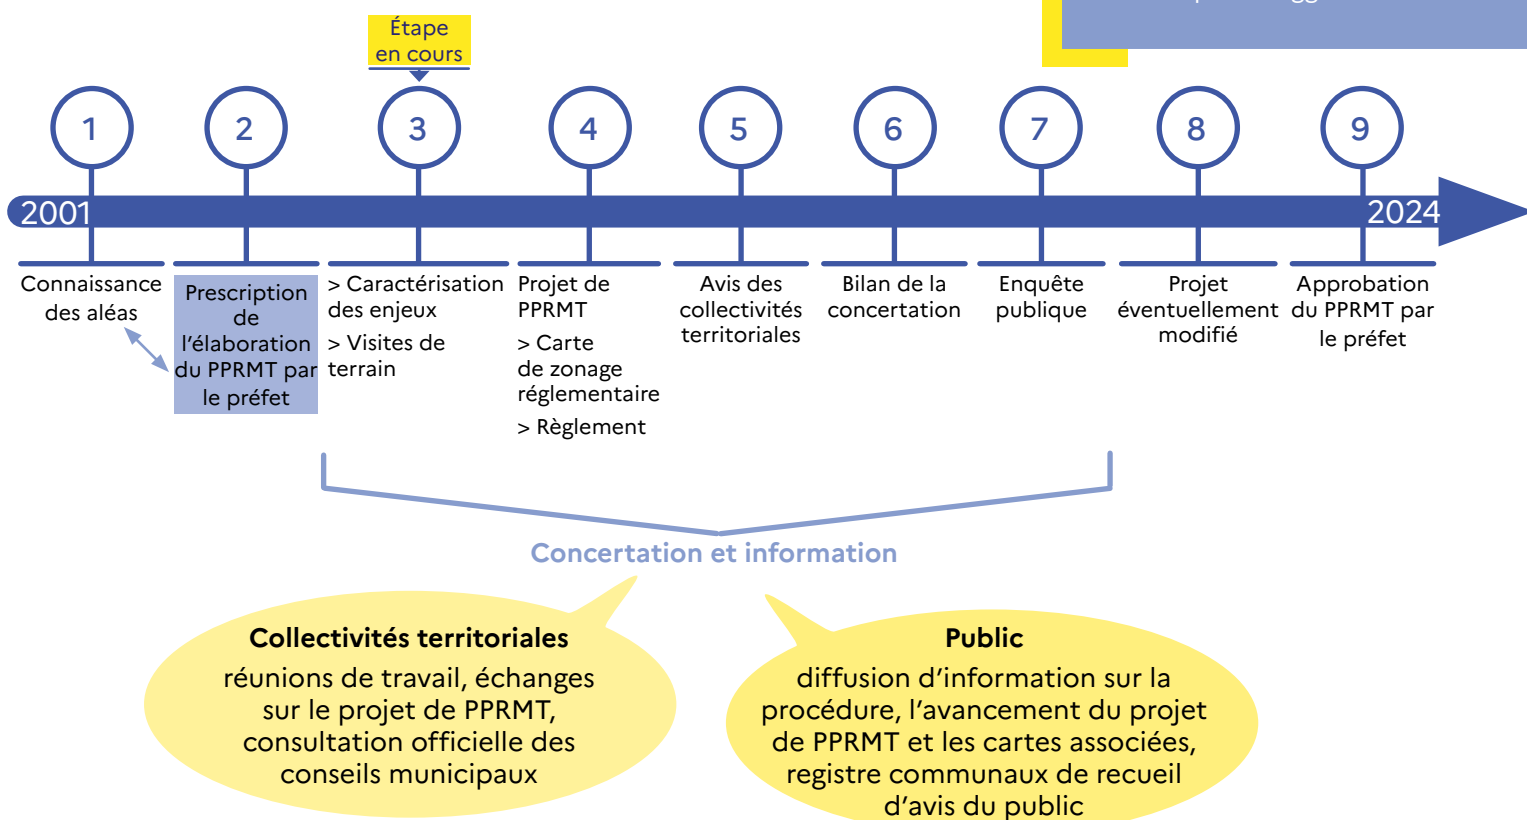 Étape
en cours
1
2
3
4
5
6
7
8
9
2001
2024
Connaissance
des aléas
Prescription
de
l'élaboration
du PPRMT par
le préfet
> Caractérisation
des enjeux
> Visites de
terrain
Projet de
PPRMT
> Carte
de zonage
réglementaire
> Règlement
Avis des
collectivités
territoriales
Bilan de la
concertation
Enquête
publique
Projet
éventuellement
modifié
Approbation
du PPRMT par
le préfet
Concertation et information
Collectivités territoriales
réunions de travail, échanges
sur le projet de PPRMT,
consultation officielle des
conseils municipaux
Public
diffusion d'information sur la
procédure, l'avancement du projet
de PPRMT et les cartes associées,
registre communaux de recueil
d'avis du public